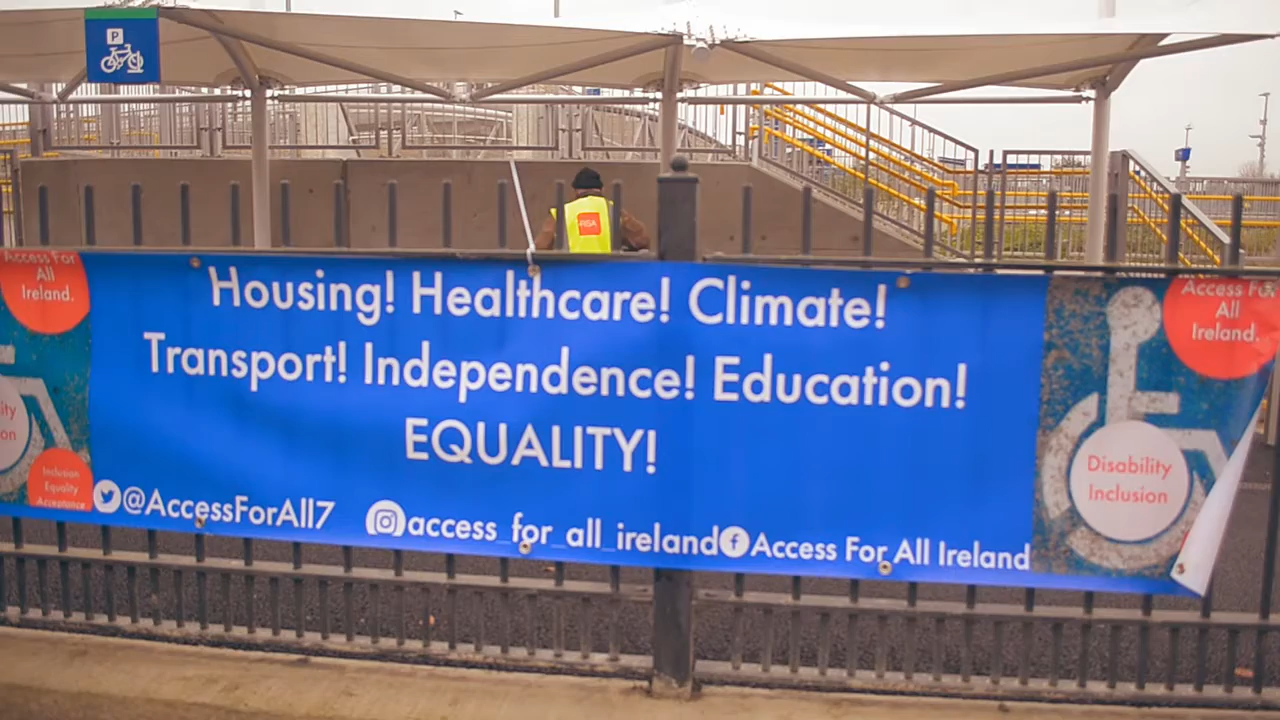 P
RISA
Access For
All
Ireland.
Housing! Healthcare! Climate!
Transport! Independence! Education!
EQUALITY!
@AccessForAll7
access_for_all_ireland
Access For All Ireland
Inclusion
Equality
Acceptance
Access For
All
Ireland.
Disability
Inclusion